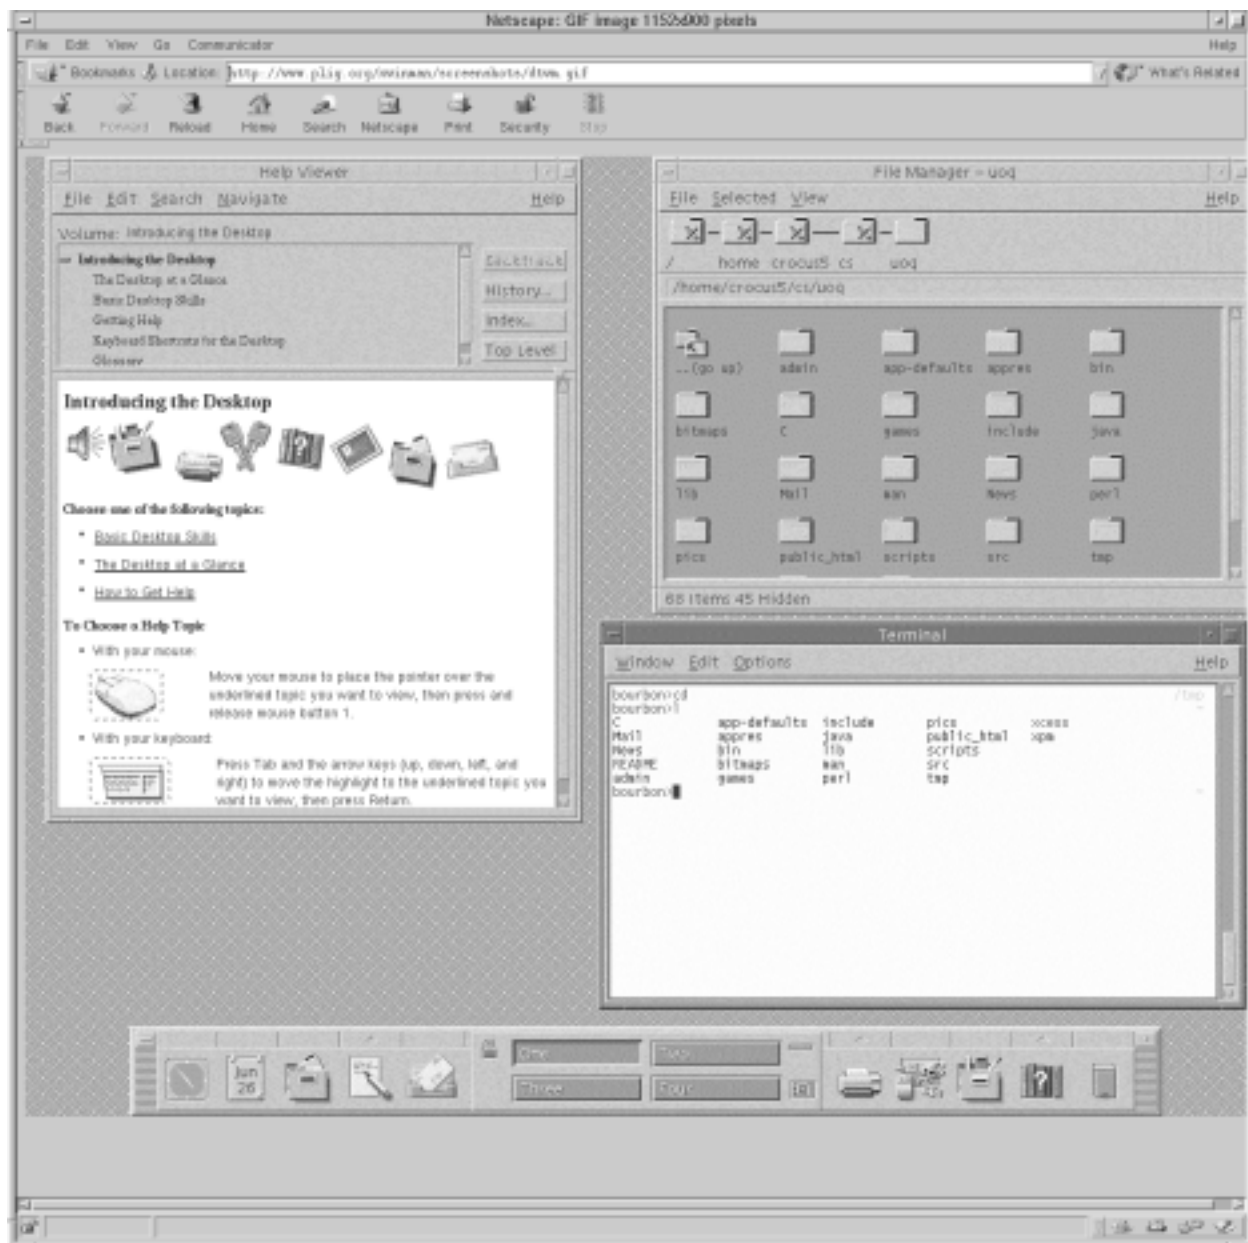 Netscape: GIF image 1152x900 pixels
File Edit View Go Communicator Help
Bookmarks Location: http://www.plig.org/xwinman/screenshots/dtwm.gif What's Related
Back Forward Reload Home Search Netscape Print Security Stop
Help Viewer
File Edit Search Navigate Help
Volume: Introducing the Desktop
Introducing the Desktop
The Desktop at a Glance
Basic Desktop Skills
Getting Help
Keyboard Shortcuts for the Desktop
Glossary
Backtrack
History...
Index...
Top Level
Introducing the Desktop
Choose one of the following topics:
Basic Desktop Skills
The Desktop at a Glance
How to Get Help
To Choose a Help Topic
With your mouse:
Move your mouse to place the pointer over the
underlined topic you want to view, then press and
release mouse button 1.
With your keyboard:
Press Tab and the arrow keys (up, down, left, and
right) to move the highlight to the underlined topic you
want to view, then press Return.
File Manager - uoq
File Selected View Help
/ home crocus5 cs uoq
/home/crocus5/cs/uoq
..(go up) admin app-defaults appres bin
bitmaps C games include java
lib Mail man News perl
pics public_html scripts src tmp
68 Items 45 Hidden
Terminal
Window Edit Options Help
bourbon>cd /tmp
bourbon>l ~
C app-defaults include pics xcess
Mail appres java public_html xpm
News bin lib scripts
README bitmaps man src
admin games perl tmp
bourbon> ~
One Two
Jun
26
Three Four